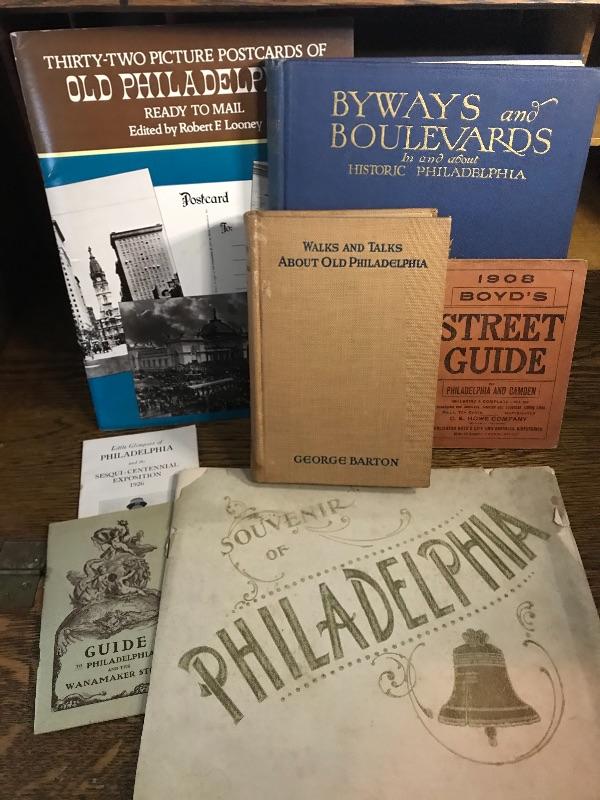 THIRTY-TWO PICTURE POSTCARDS OF
OLD PHILADELPH
READY TO MAIL
Edited by Robert F. Looney
Postcard
To:
BYWAYS and
BOULEVARDS
In and about
HISTORIC PHILADELPHIA
WALKS AND TALKS
ABOUT OLD PHILADELPHIA
GEORGE BARTON
1908
BOYD'S
STREET
GUIDE
PHILADELPHIA AND CAMDEN
C. E. HOWE COMPANY
Little Glimpses of
PHILADELPHIA
and the
SESQUI-CENTENNIAL
EXPOSITION
1926
GUIDE
TO PHILADELPHIA
AND THE
WANAMAKER STO
SOUVENIR
OF
PHILADELPHIA